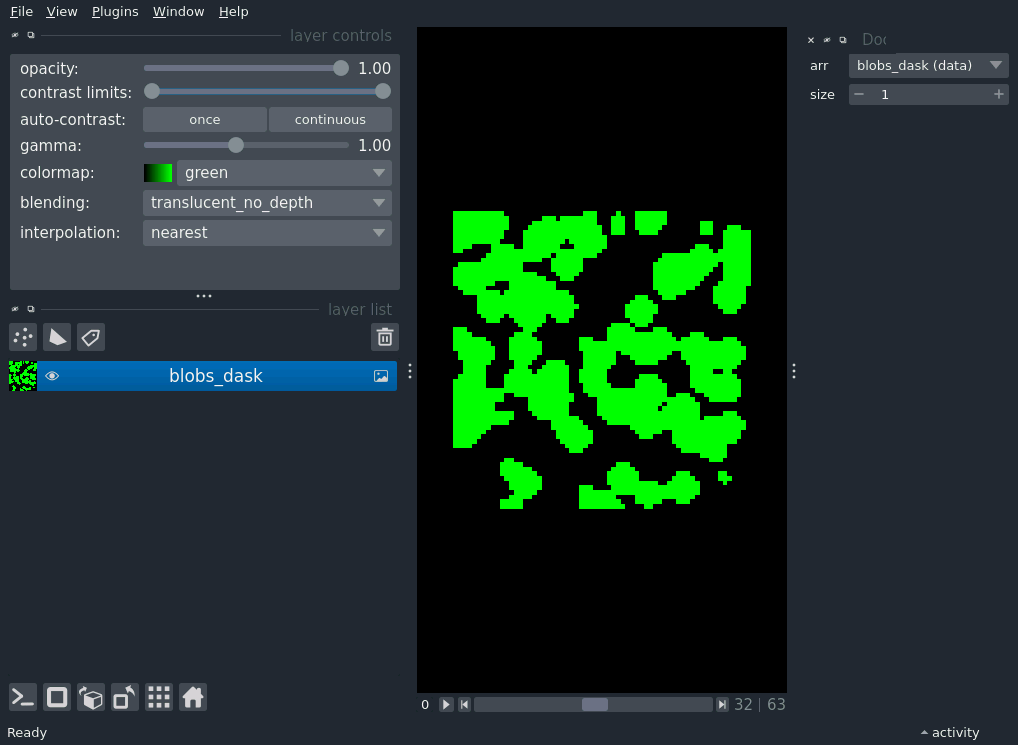 File View Plugins Window Help
layer controls
opacity: 1.00
contrast limits:
auto-contrast: once continuous
gamma: 1.00
colormap: green
blending: translucent_no_depth
interpolation: nearest
layer list
blobs_dask
0 32 | 63
Ready
arr blobs_dask (data)
size 1
activity